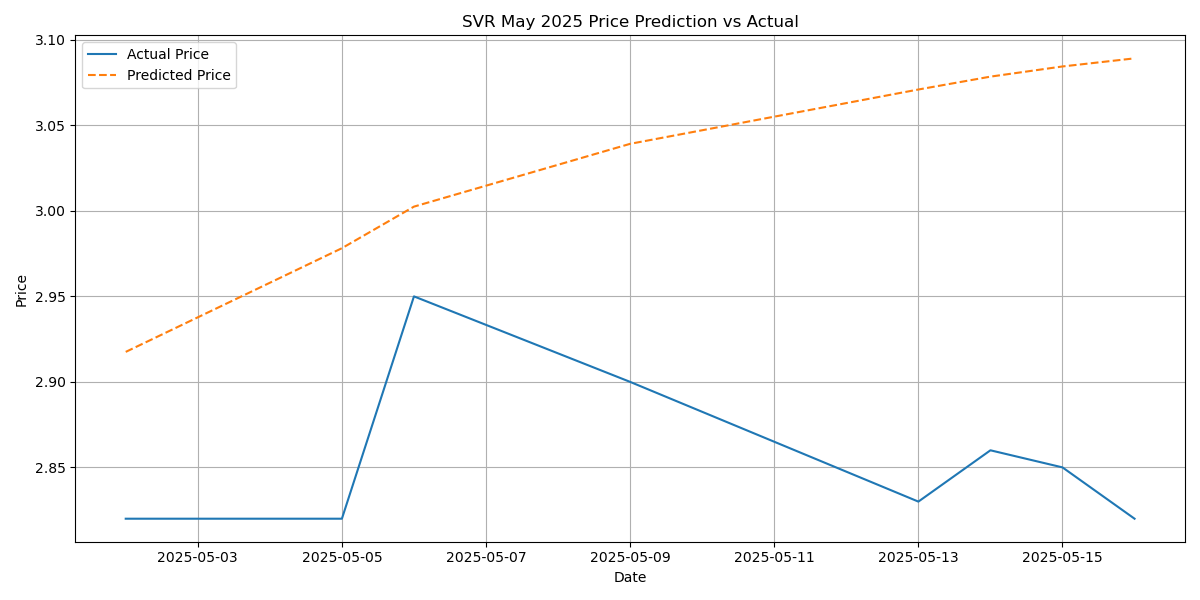 SVR May 2025 Price Prediction vs Actual
Actual Price
Predicted Price
3.10
3.05
3.00
2.95
2.90
2.85
Price
2025-05-03
2025-05-05
2025-05-07
2025-05-09
2025-05-11
2025-05-13
2025-05-15
Date